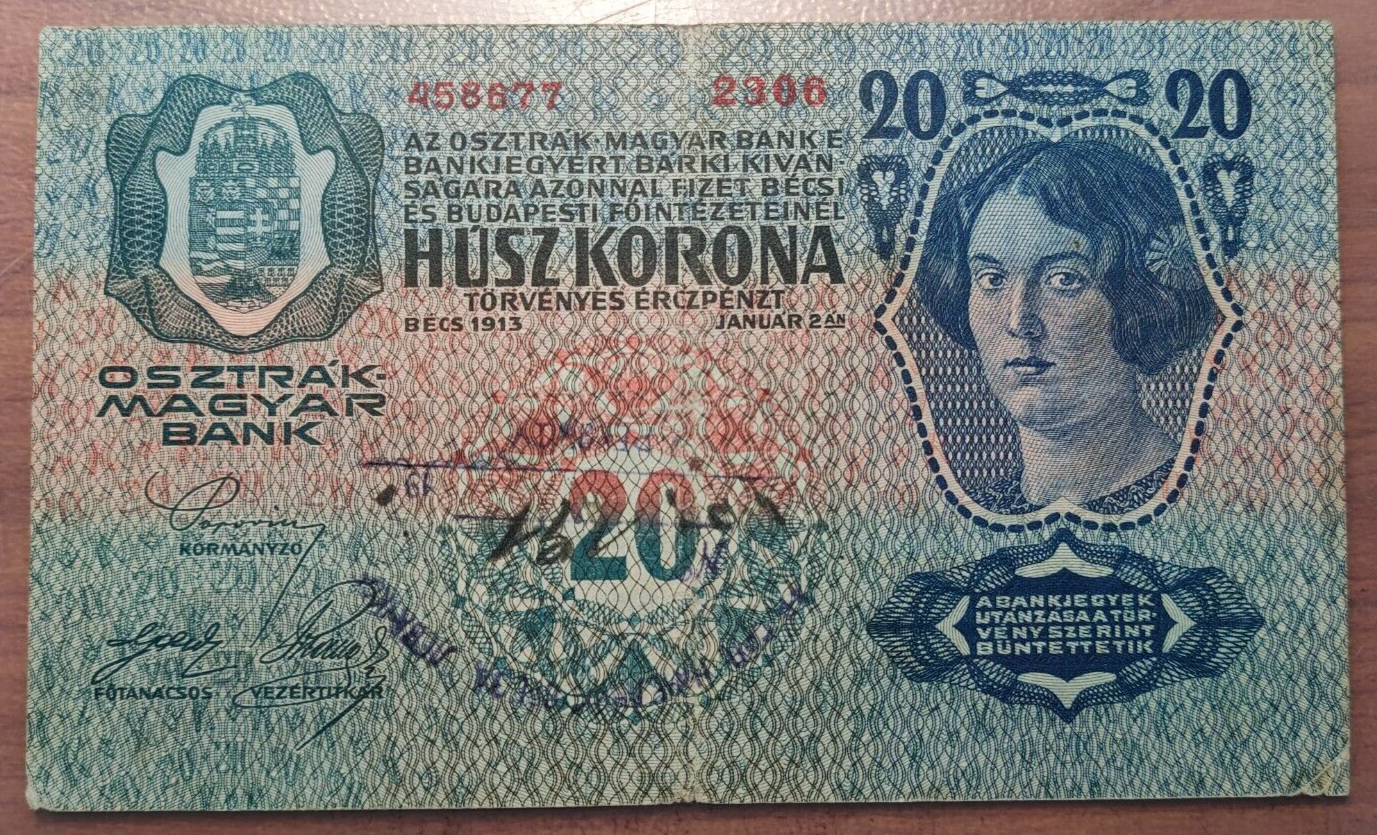 458677 2306
20 20
AZ OSZTRÁK-MAGYAR BANK E
BANKJEGYÉRT BÁRKI KIVÁN-
SÁGÁRA AZONNAL FIZET BÉCSI
ÉS BUDAPESTI FŐINTÉZETEINÉL
HÚSZ KORONA
TÖRVÉNYES ÉRCZPÉNZT
BÉCS 1913 JANUÁR 2ÁN
OSZTRÁK-
MAGYAR
BANK
KORMÁNYZÓ
FŐTANÁCSOS VEZÉRTITKÁR
20
A BANKJEGYEK
UTÁNZÁSA A TÖR-
VÉNY SZERINT
BÜNTETTETIK